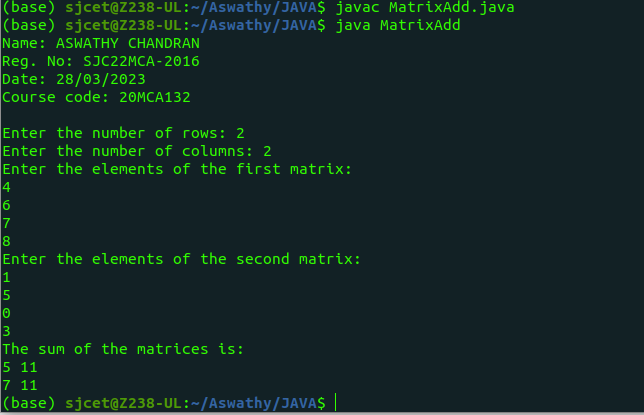 (base) sjcet@Z238-UL:~/Aswathy/JAVA$ javac MatrixAdd.java
(base) sjcet@Z238-UL:~/Aswathy/JAVA$ java MatrixAdd
Name: ASWATHY CHANDRAN
Reg. No: SJC22MCA-2016
Date: 28/03/2023
Course code: 20MCA132
Enter the number of rows: 2
Enter the number of columns: 2
Enter the elements of the first matrix:
4
6
7
8
Enter the elements of the second matrix:
1
5
0
3
The sum of the matrices is:
5 11
7 11
(base) sjcet@Z238-UL:~/Aswathy/JAVA$